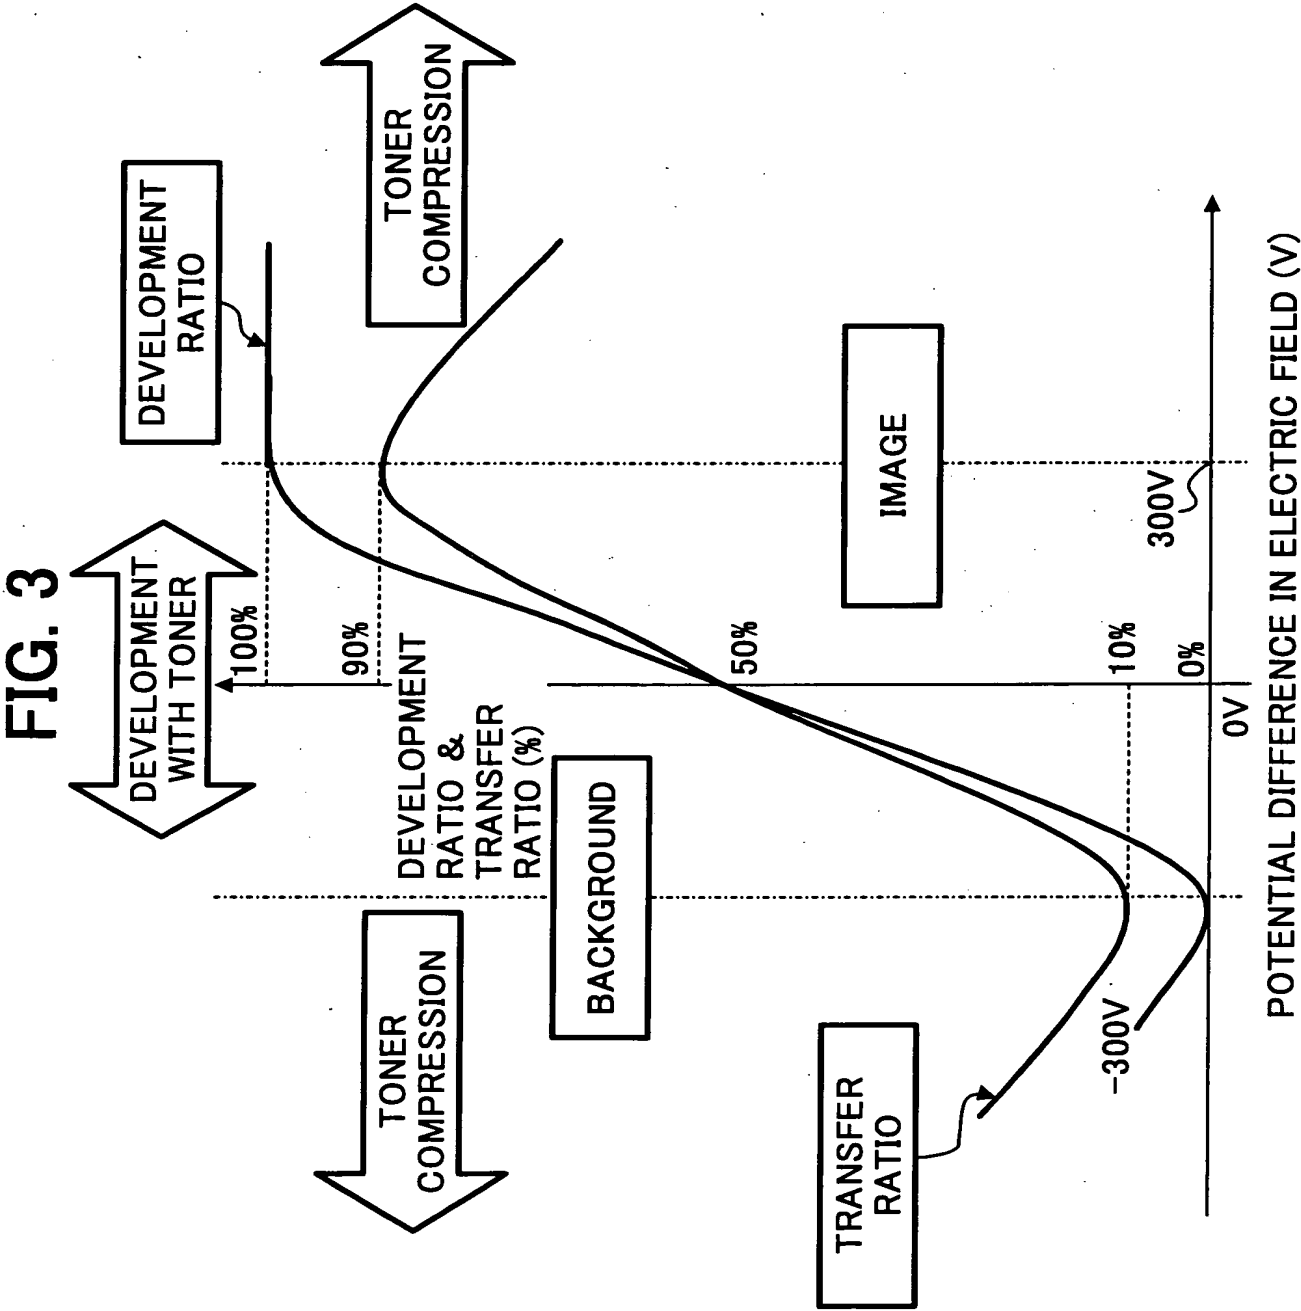 FIG. 3
DEVELOPMENT
WITH TONER
TONER
COMPRESSION
DEVELOPMENT
RATIO
TONER
COMPRESSION
100%
90%
DEVELOPMENT
RATIO &
TRANSFER
RATIO (%)
BACKGROUND
50%
IMAGE
TRANSFER
RATIO
-300V
10%
0%
300V
0V
POTENTIAL DIFFERENCE IN ELECTRIC FIELD (V)